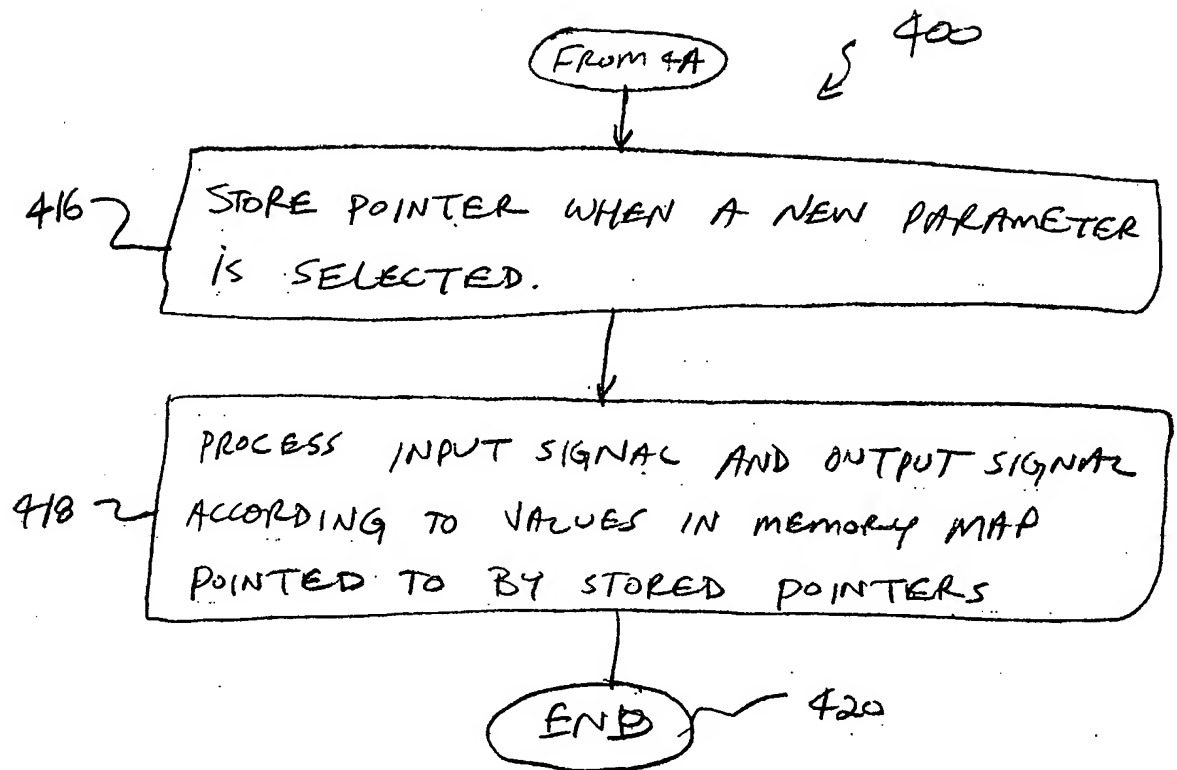 FROM 4A
400
416
STORE POINTER WHEN A NEW PARAMETER
IS SELECTED.
418
PROCESS INPUT SIGNAL AND OUTPUT SIGNAL
ACCORDING TO VALUES IN MEMORY MAP
POINTED TO BY STORED POINTERS
END
420